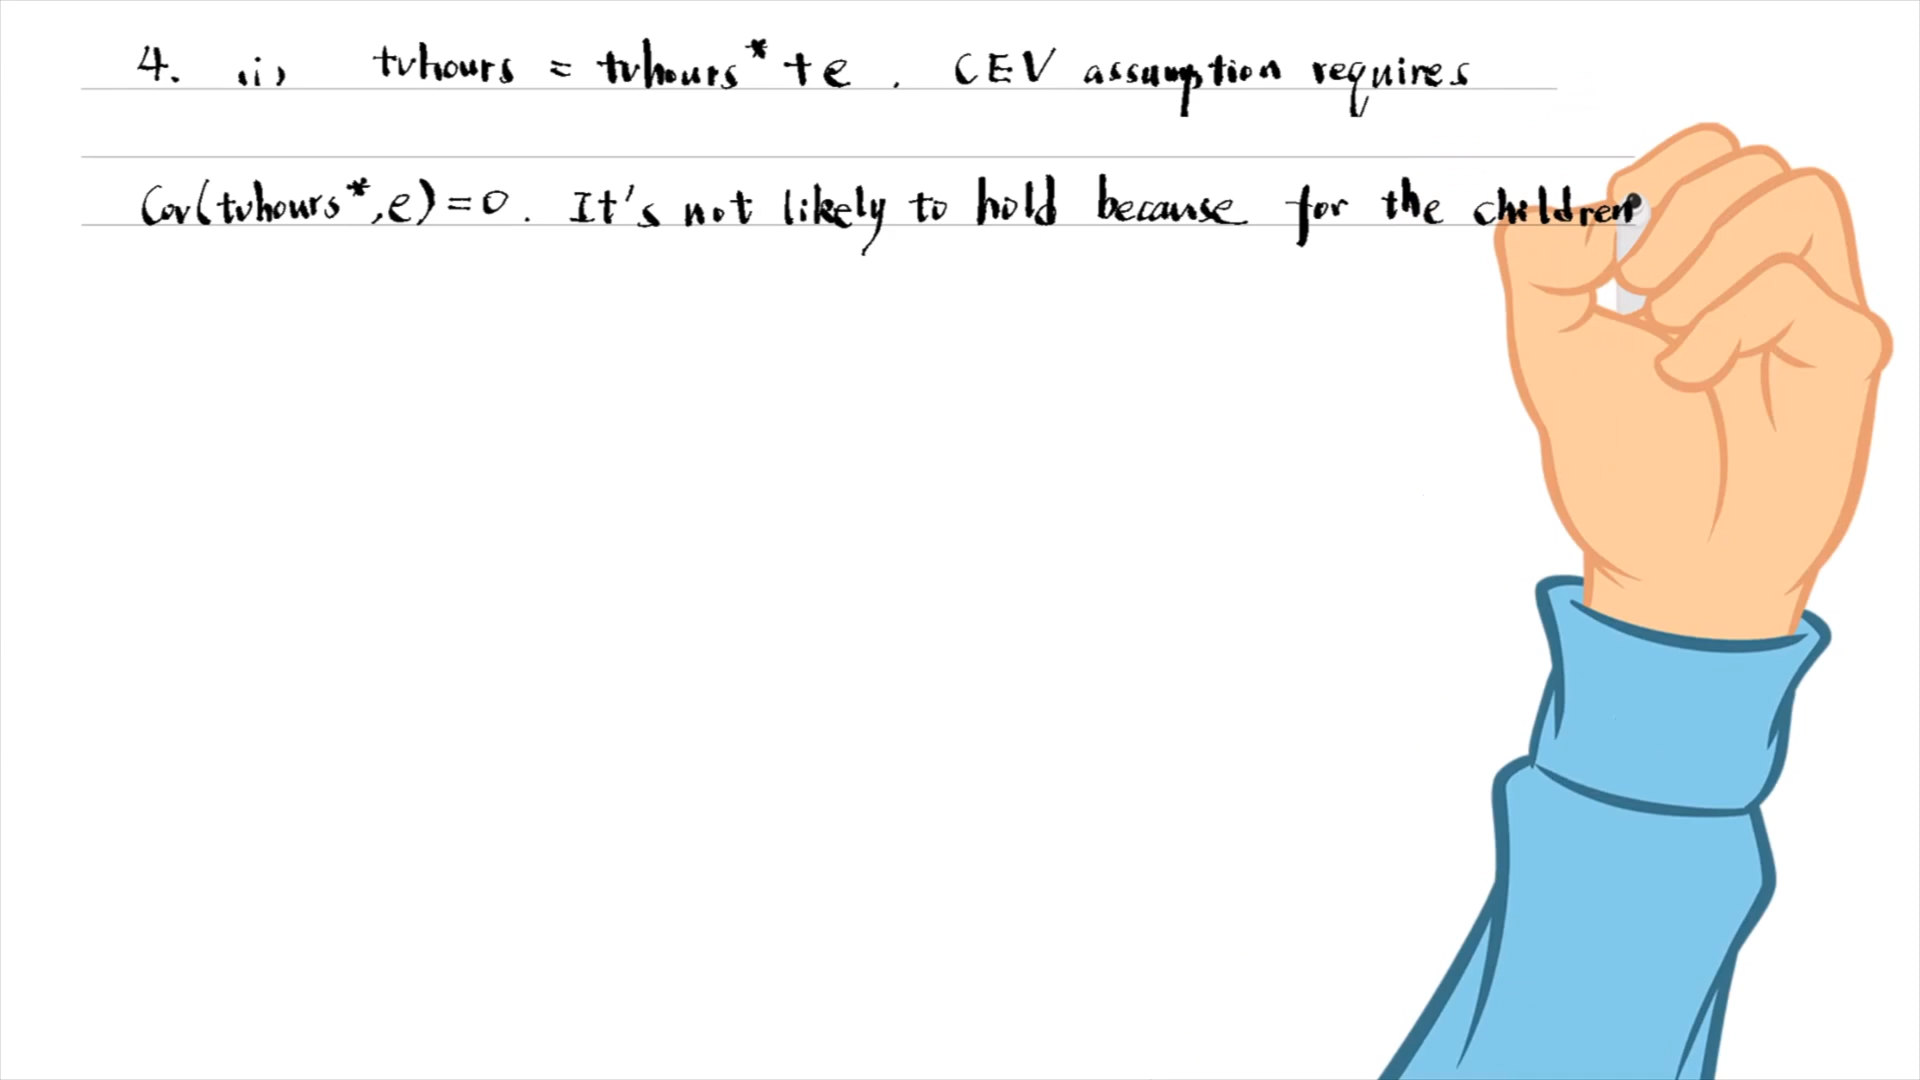 4. (i) tvhours = tvhours* + e . CEV assumption requires
Cov(tvhours*, e) = 0 . It's not likely to hold because for the children